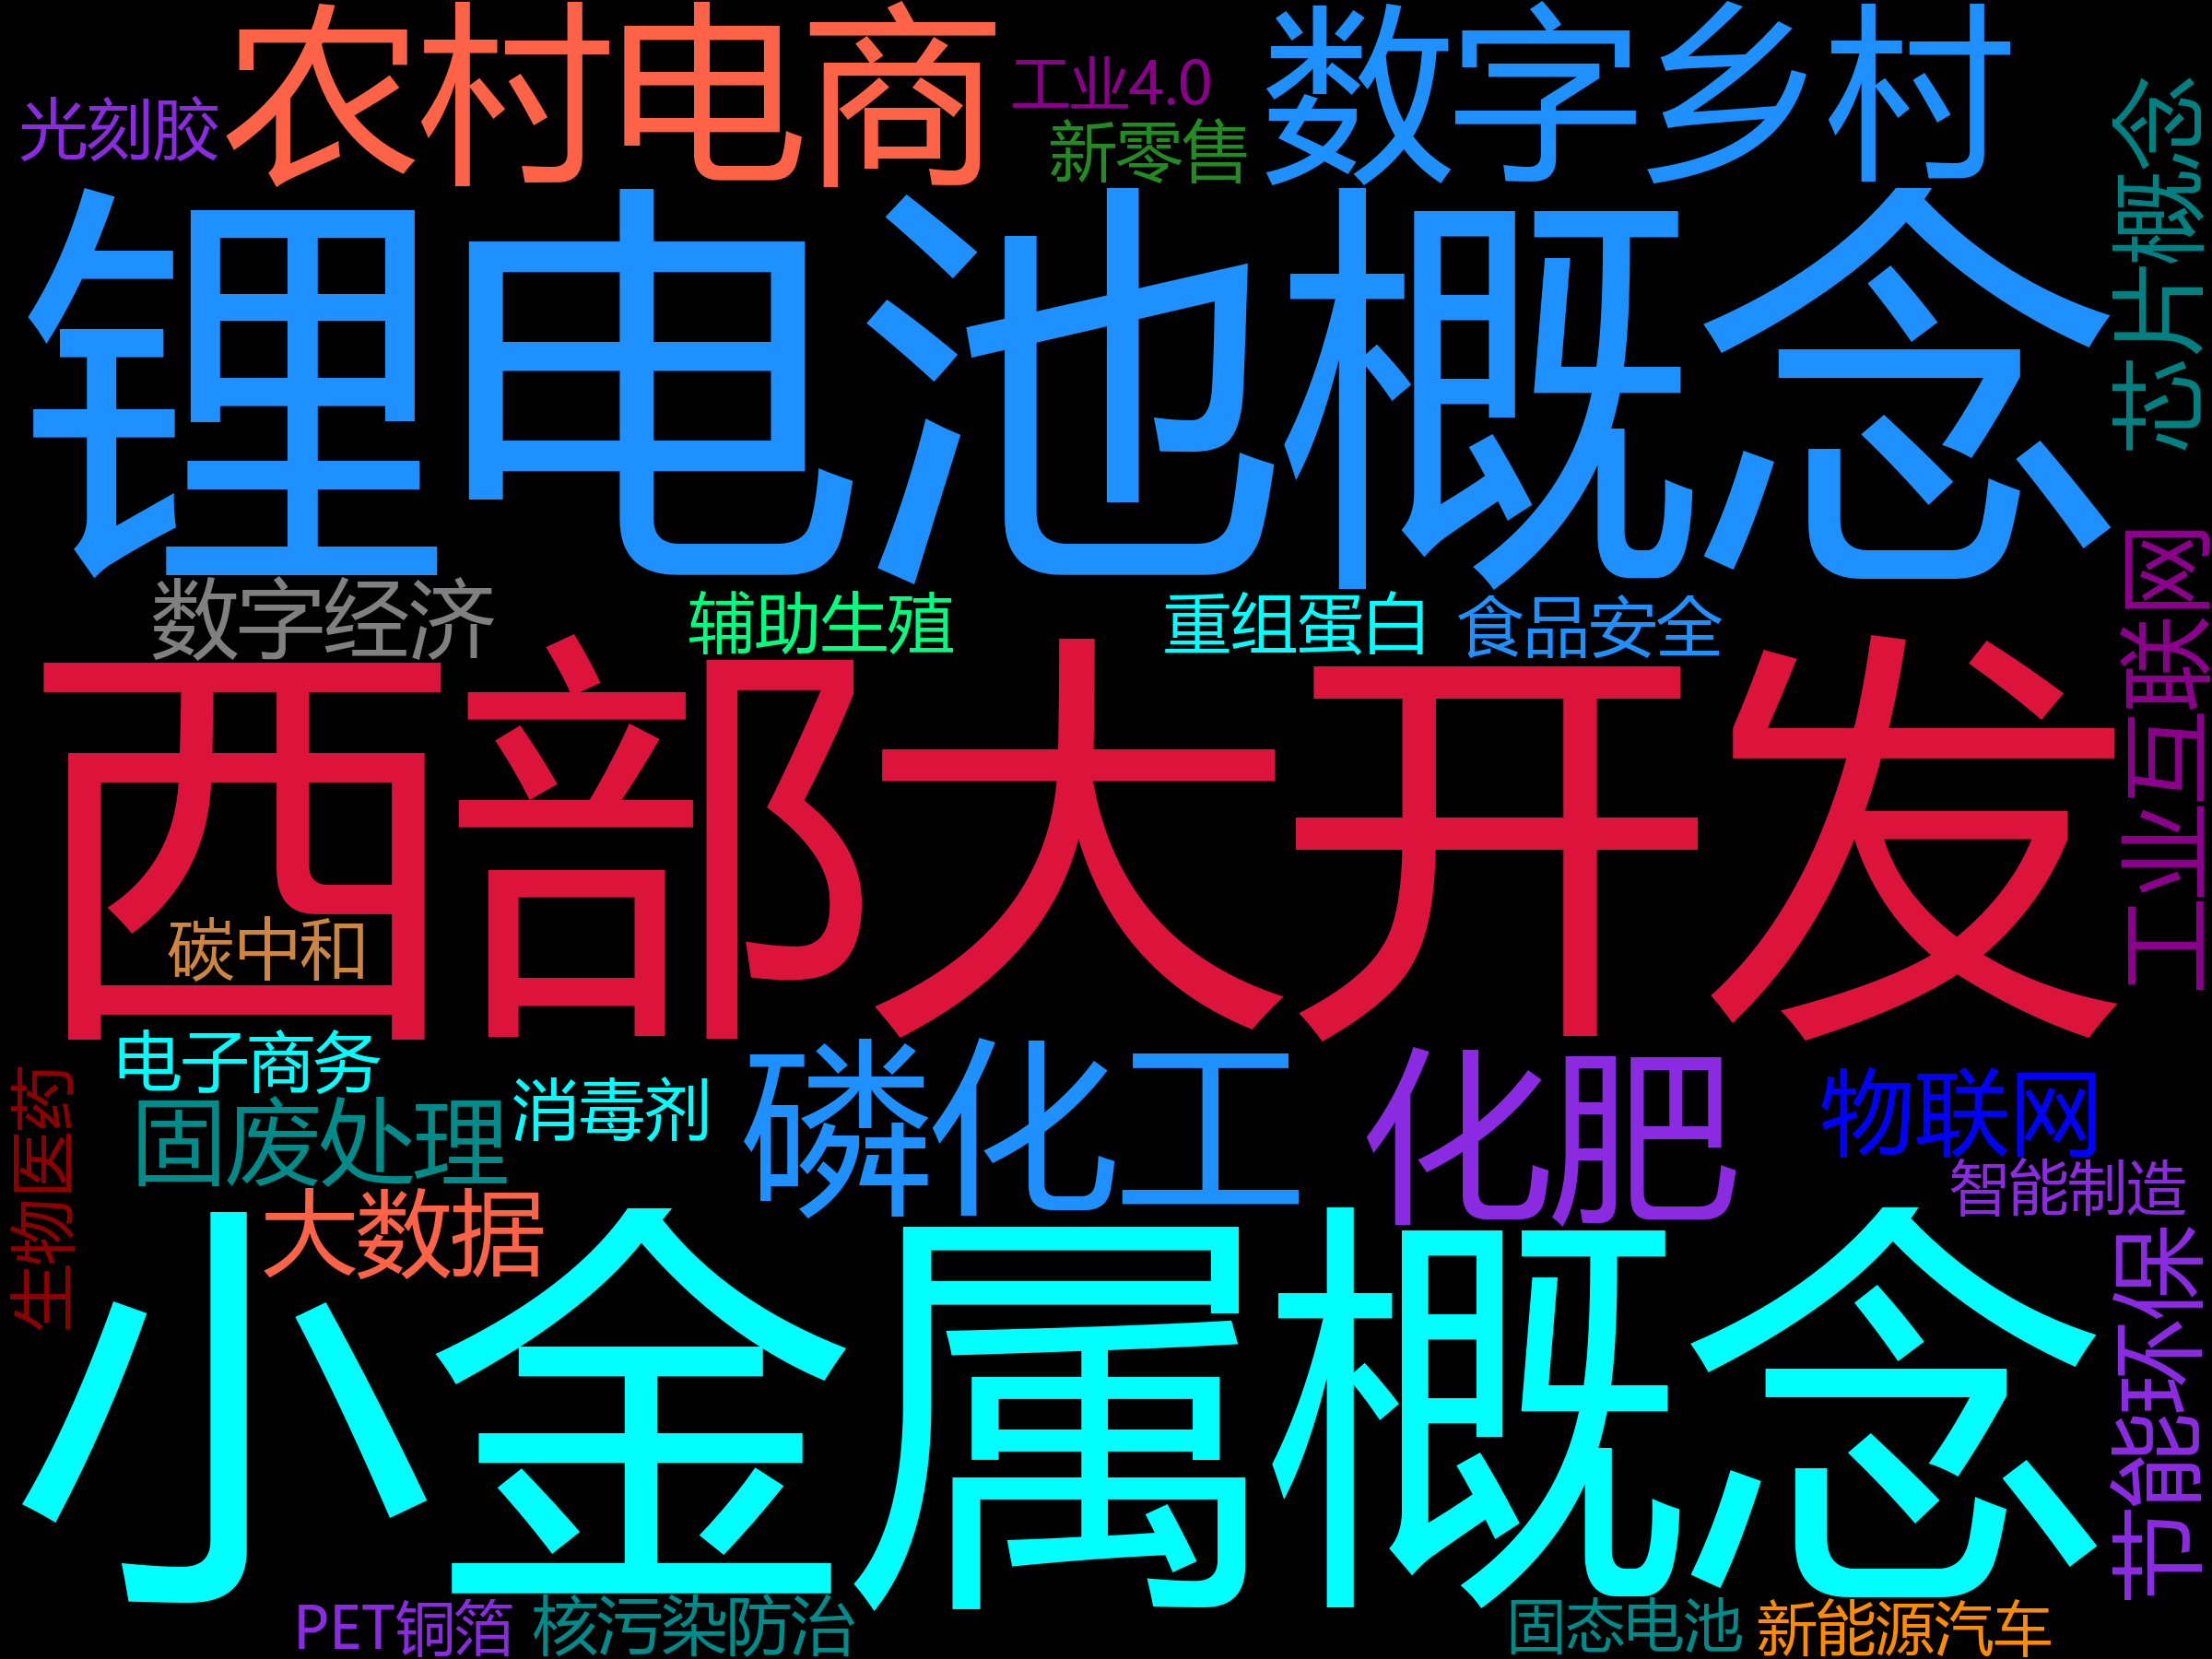 农村电商
工业4.0
数字乡村
光刻胶
新零售
芯片概念
锂电池概念
数字经济
辅助生殖
重组蛋白
食品安全
工业互联网
西部大开发
碳中和
电子商务
消毒剂
磷化工
化肥
物联网
生物医药
固废处理
智能制造
大数据
小金属概念
节能环保
PET铜箔
核污染防治
固态电池
新能源汽车